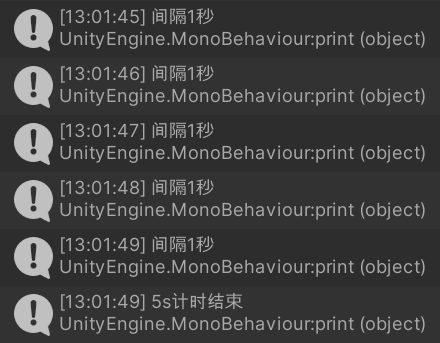 [13:01:45] 间隔1秒
UnityEngine.MonoBehaviour:print (object)
[13:01:46] 间隔1秒
UnityEngine.MonoBehaviour:print (object)
[13:01:47] 间隔1秒
UnityEngine.MonoBehaviour:print (object)
[13:01:48] 间隔1秒
UnityEngine.MonoBehaviour:print (object)
[13:01:49] 间隔1秒
UnityEngine.MonoBehaviour:print (object)
[13:01:49] 5s计时结束
UnityEngine.MonoBehaviour:print (object)